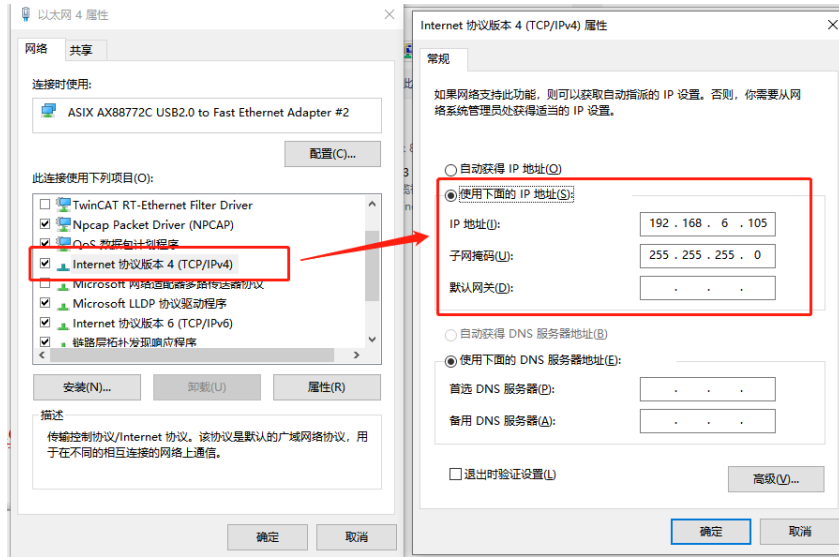 以太网 4 属性
网络
共享
连接时使用:
ASIX AX88772C USB2.0 to Fast Ethernet Adapter #2
配置(C)...
此连接使用下列项目(O):
TwinCAT RT-Ethernet Filter Driver
Npcap Packet Driver (NPCAP)
QoS 数据包计划程序
Internet 协议版本 4 (TCP/IPv4)
Microsoft 网络适配器多路传送器协议
Microsoft LLDP 协议驱动程序
Internet 协议版本 6 (TCP/IPv6)
链路层拓扑发现响应程序
安装(N)...
卸载(U)
属性(R)
描述
传输控制协议/Internet 协议。该协议是默认的广域网络协议，用
于在不同的相互连接的网络上通信。
确定
取消
Internet 协议版本 4 (TCP/IPv4) 属性
常规
如果网络支持此功能，则可以获取自动指派的 IP 设置。否则，你需要从网
络系统管理员处获得适当的 IP 设置。
自动获得 IP 地址(O)
使用下面的 IP 地址(S):
IP 地址(I):
192 . 168 . 6 . 105
子网掩码(U):
255 . 255 . 255 . 0
默认网关(D):
. . .
自动获得 DNS 服务器地址(B)
使用下面的 DNS 服务器地址(E):
首选 DNS 服务器(P):
. . .
备用 DNS 服务器(A):
. . .
退出时验证设置(L)
高级(V)...
确定
取消